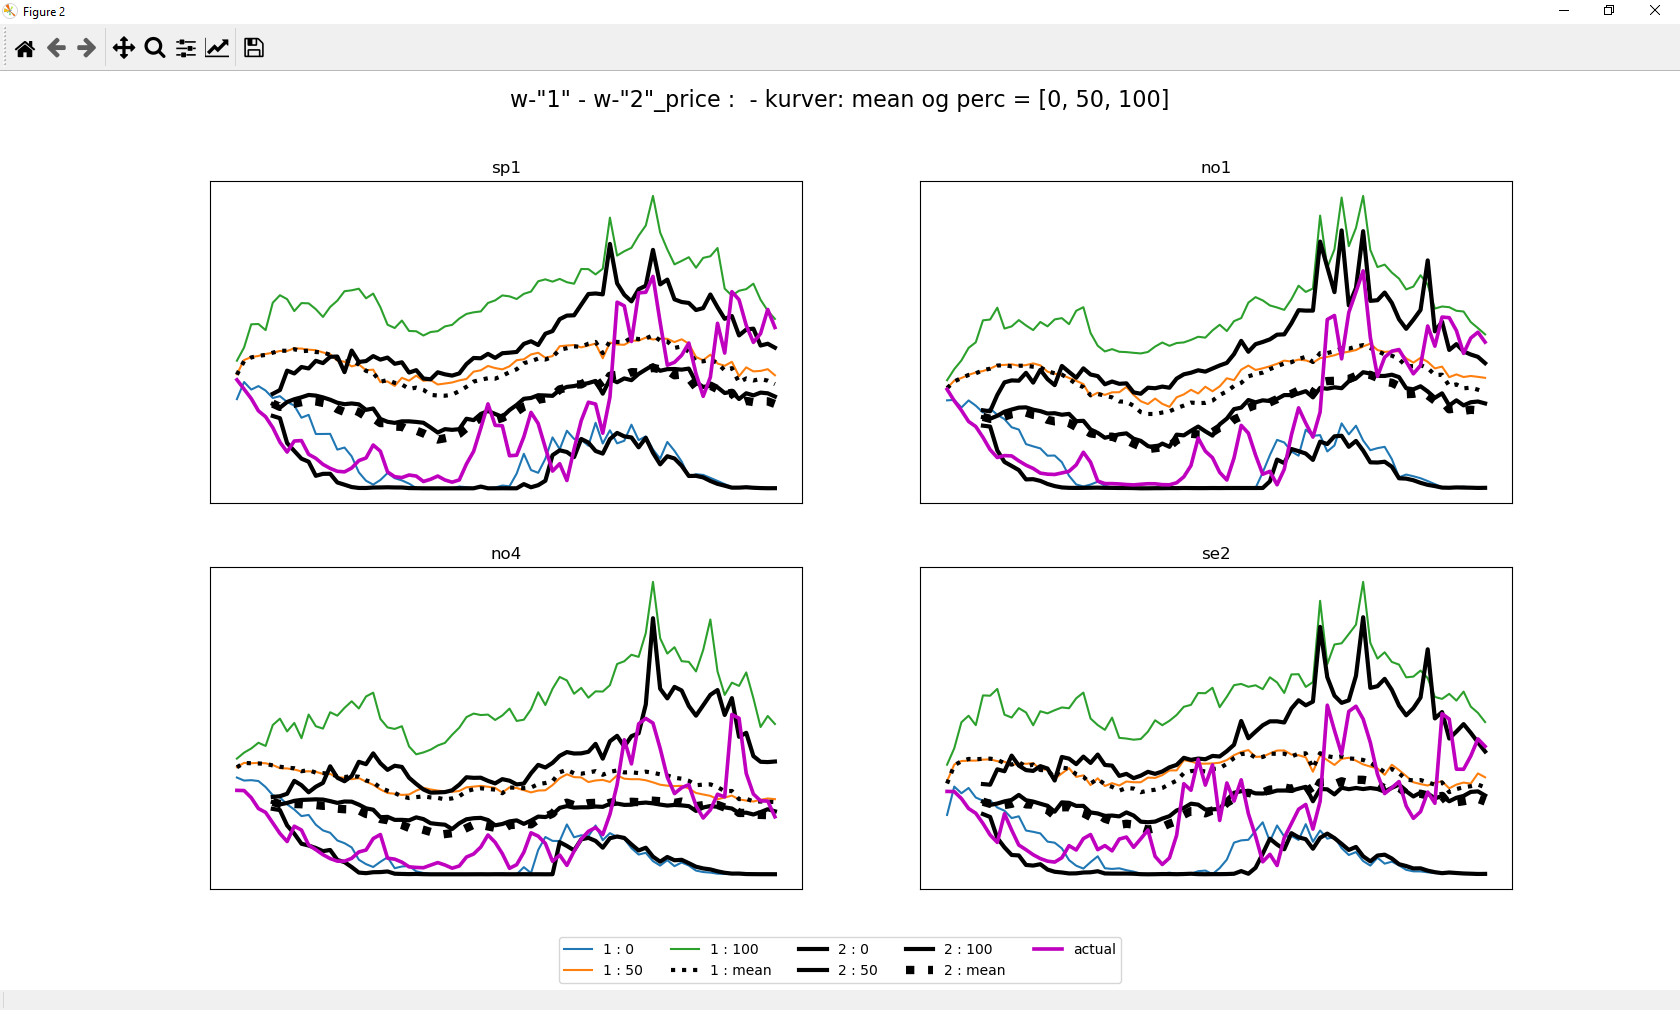 Figure 2
w-"1" - w-"2"_price :  - kurver: mean og perc = [0, 50, 100]
sp1
no1
no4
se2
1 : 0
1 : 50
1 : 100
1 : mean
2 : 0
2 : 50
2 : 100
2 : mean
actual